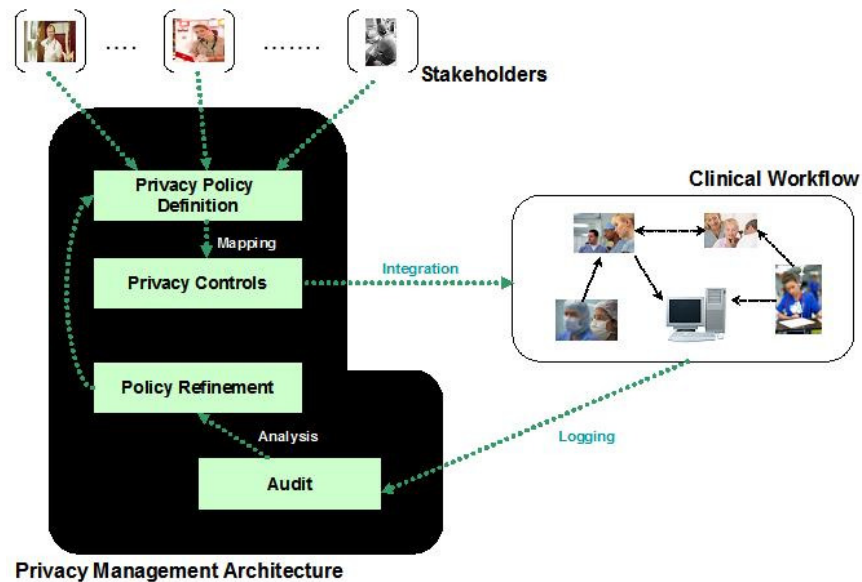 Stakeholders
Privacy Policy
Definition
Mapping
Privacy Controls
Integration
Clinical Workflow
Policy Refinement
Analysis
Audit
Logging
Privacy Management Architecture